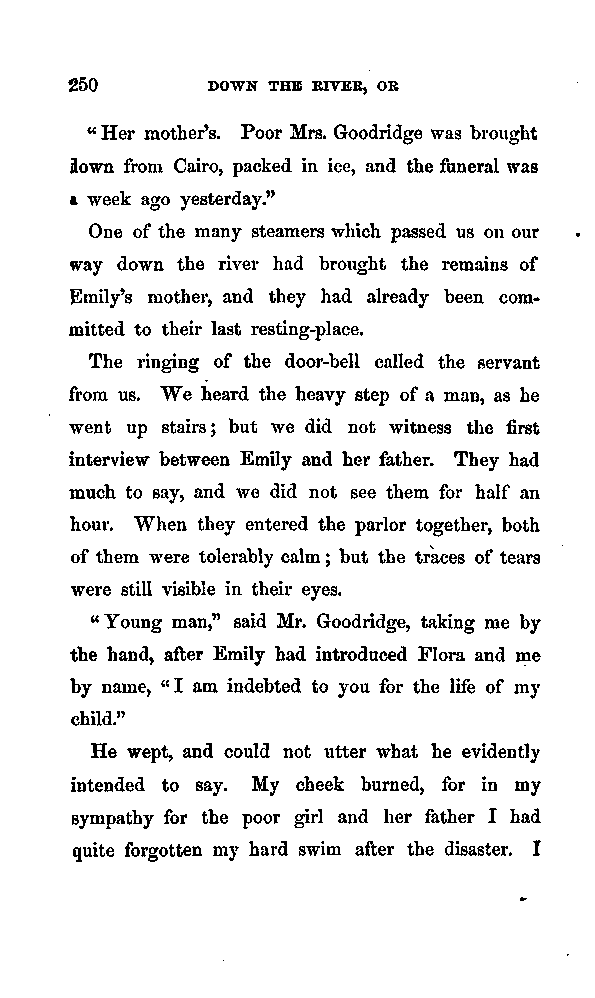 250 DOWN THE RIVER, OR
“Her mother’s. Poor Mrs. Goodridge was brought
down from Cairo, packed in ice, and the funeral was
a week ago yesterday.”
One of the many steamers which passed us on our
way down the river had brought the remains of
Emily’s mother, and they had already been com-
mitted to their last resting-place.
The ringing of the door-bell called the servant
from us. We heard the heavy step of a man, as he
went up stairs; but we did not witness the first
interview between Emily and her father. They had
much to say, and we did not see them for half an
hour. When they entered the parlor together, both
of them were tolerably calm; but the traces of tears
were still visible in their eyes.
“Young man,” said Mr. Goodridge, taking me by
the hand, after Emily had introduced Flora and me
by name, “I am indebted to you for the life of my
child.”
He wept, and could not utter what he evidently
intended to say. My cheek burned, for in my
sympathy for the poor girl and her father I had
quite forgotten my hard swim after the disaster. I